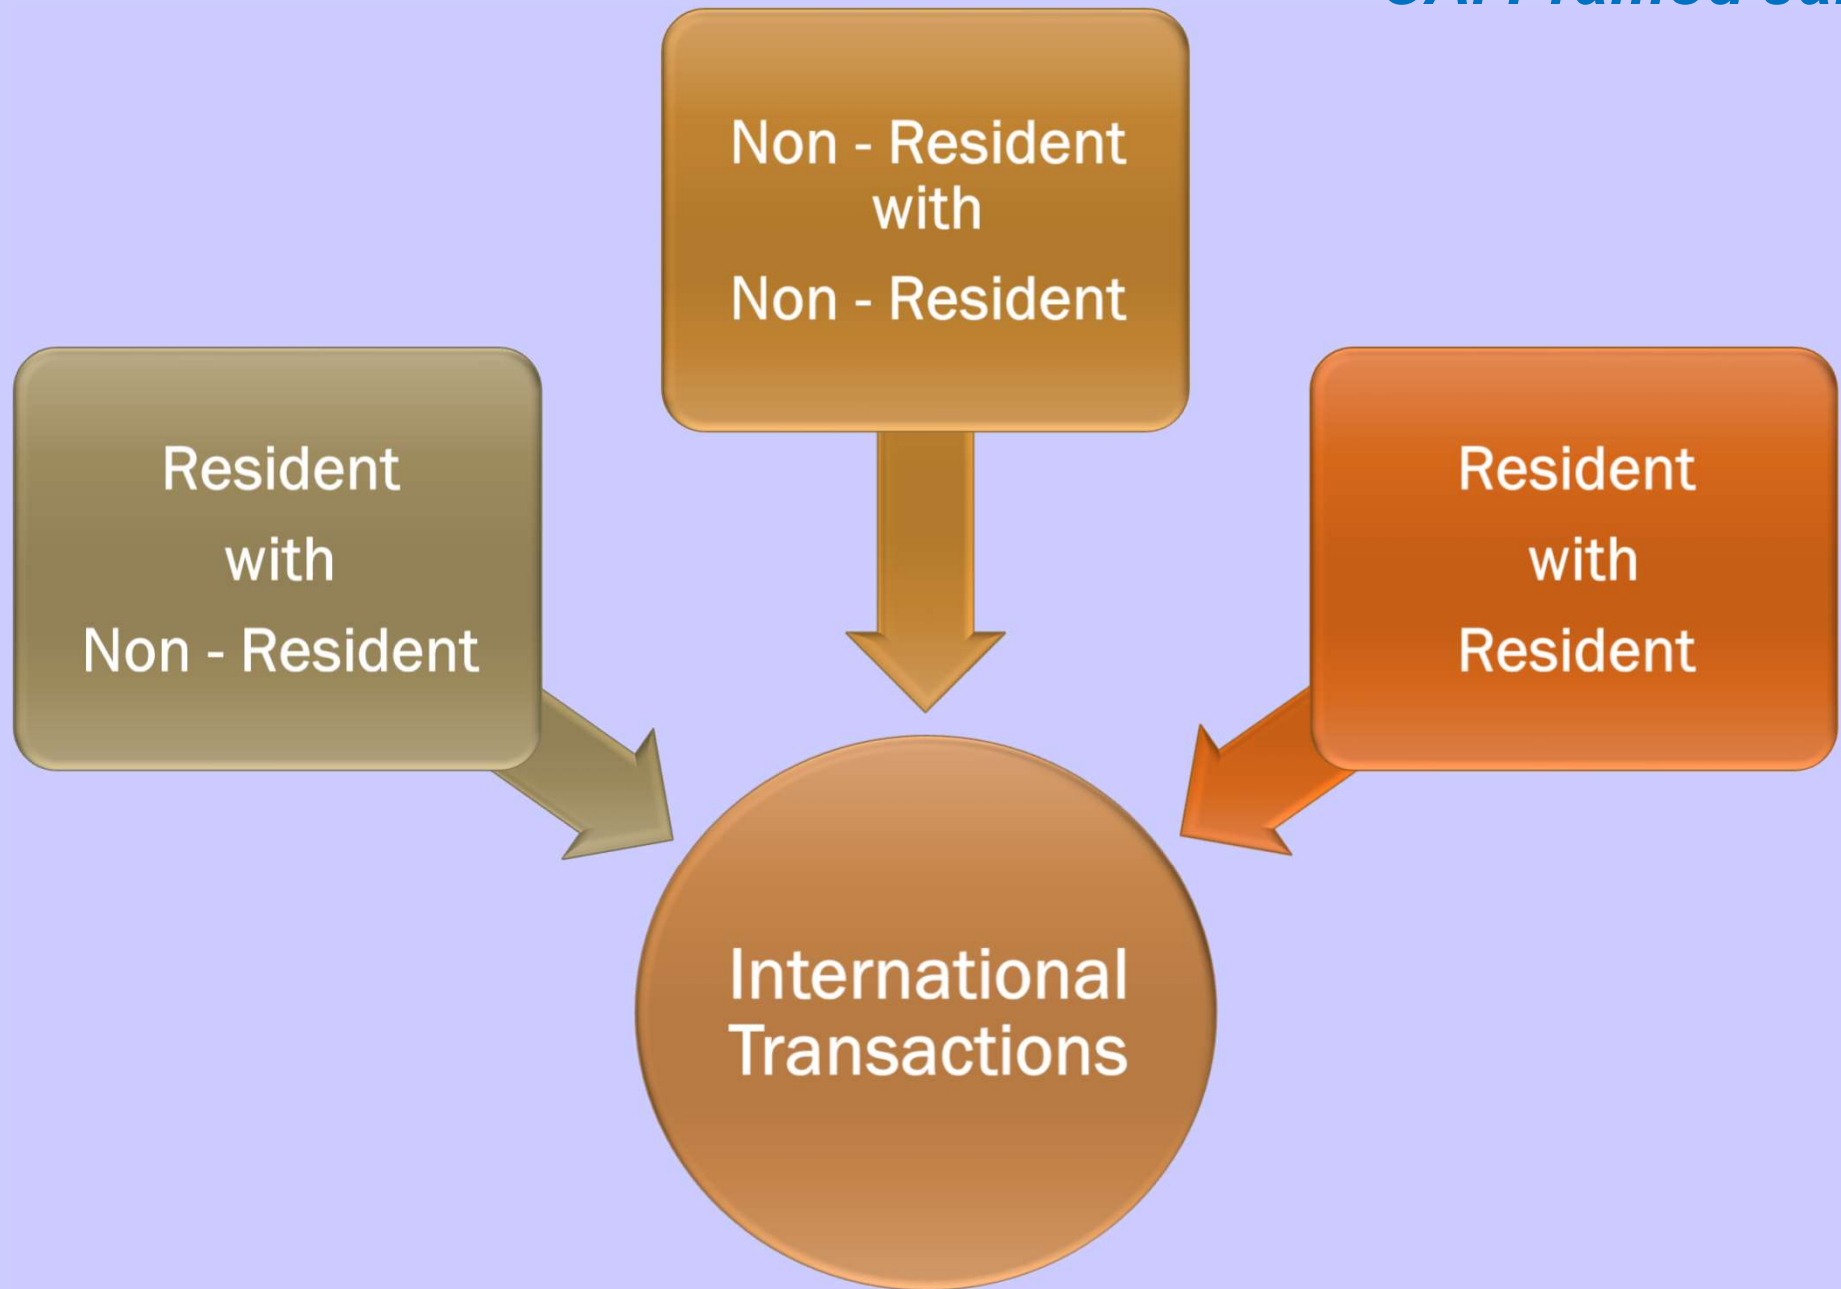 Non - Resident
with
Non - Resident
Resident
with
Non - Resident
Resident
with
Resident
International
Transactions